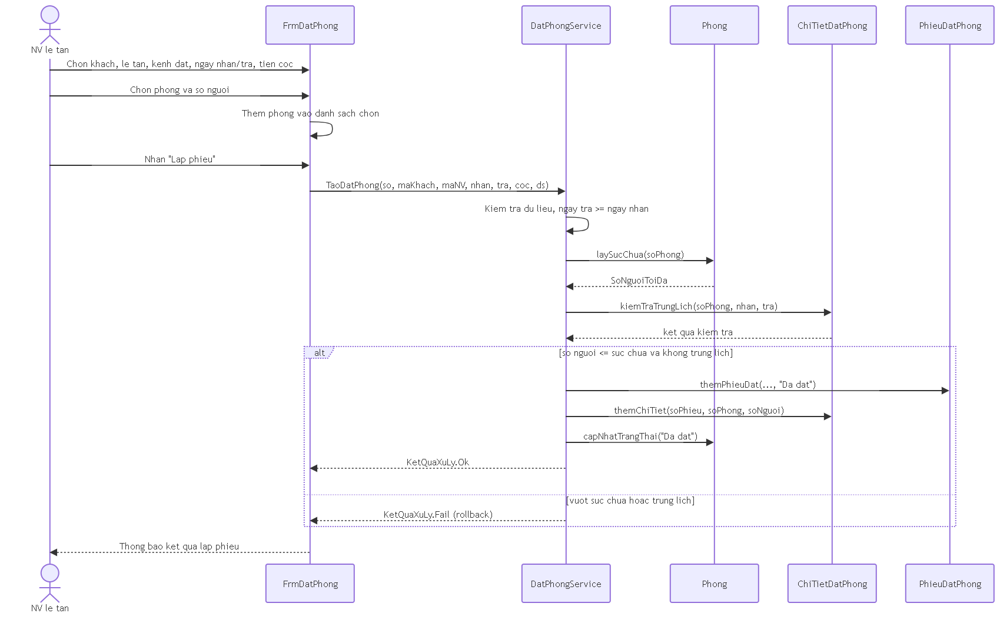 FrmDatPhong
DatPhongService
Phong
ChiTietDatPhong
PhieuDatPhong
NV le tan
Chon khach, le tan, kenh dat, ngay nhan/tra, tien coc
Chon phong va so nguoi
Them phong vao danh sach chon
Nhan "Lap phieu"
TaoDatPhong(so, maKhach, maNV, nhan, tra, coc, ds)
Kiem tra du lieu, ngay tra >= ngay nhan
laySucChua(soPhong)
SoNguoiToiDa
kiemTraTrungLich(soPhong, nhan, tra)
ket qua kiem tra
alt
[so nguoi <= suc chua va khong trung lich]
themPhieuDat(..., "Da dat")
themChiTiet(soPhieu, soPhong, soNguoi)
capNhatTrangThai("Da dat")
KetQuaXuLy.Ok
[vuot suc chua hoac trung lich]
KetQuaXuLy.Fail (rollback)
Thong bao ket qua lap phieu
FrmDatPhong
DatPhongService
Phong
ChiTietDatPhong
PhieuDatPhong
NV le tan